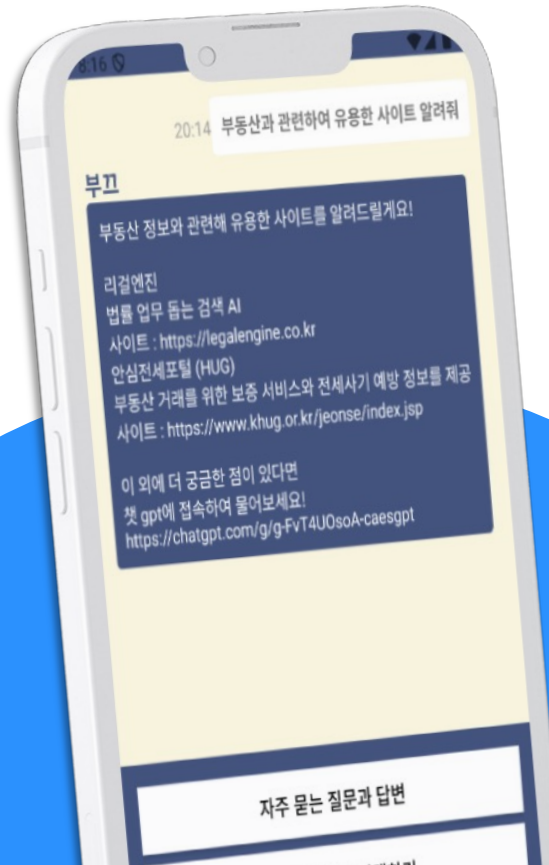 8:16
20:14 부동산과 관련하여 유용한 사이트 알려줘
부끄
부동산 정보와 관련해 유용한 사이트를 알려드릴게요!
리걸엔진
법률 업무 돕는 검색 AI
사이트 : https://legalengine.co.kr
안심전세포털 (HUG)
부동산 거래를 위한 보증 서비스와 전세사기 예방 정보를 제공
사이트 : https://www.khug.or.kr/jeonse/index.jsp
이 외에 더 궁금한 점이 있다면
챗 gpt에 접속하여 물어보세요!
https://chatgpt.com/g/g-FvT4UOsoA-caesgpt
자주 묻는 질문과 답변